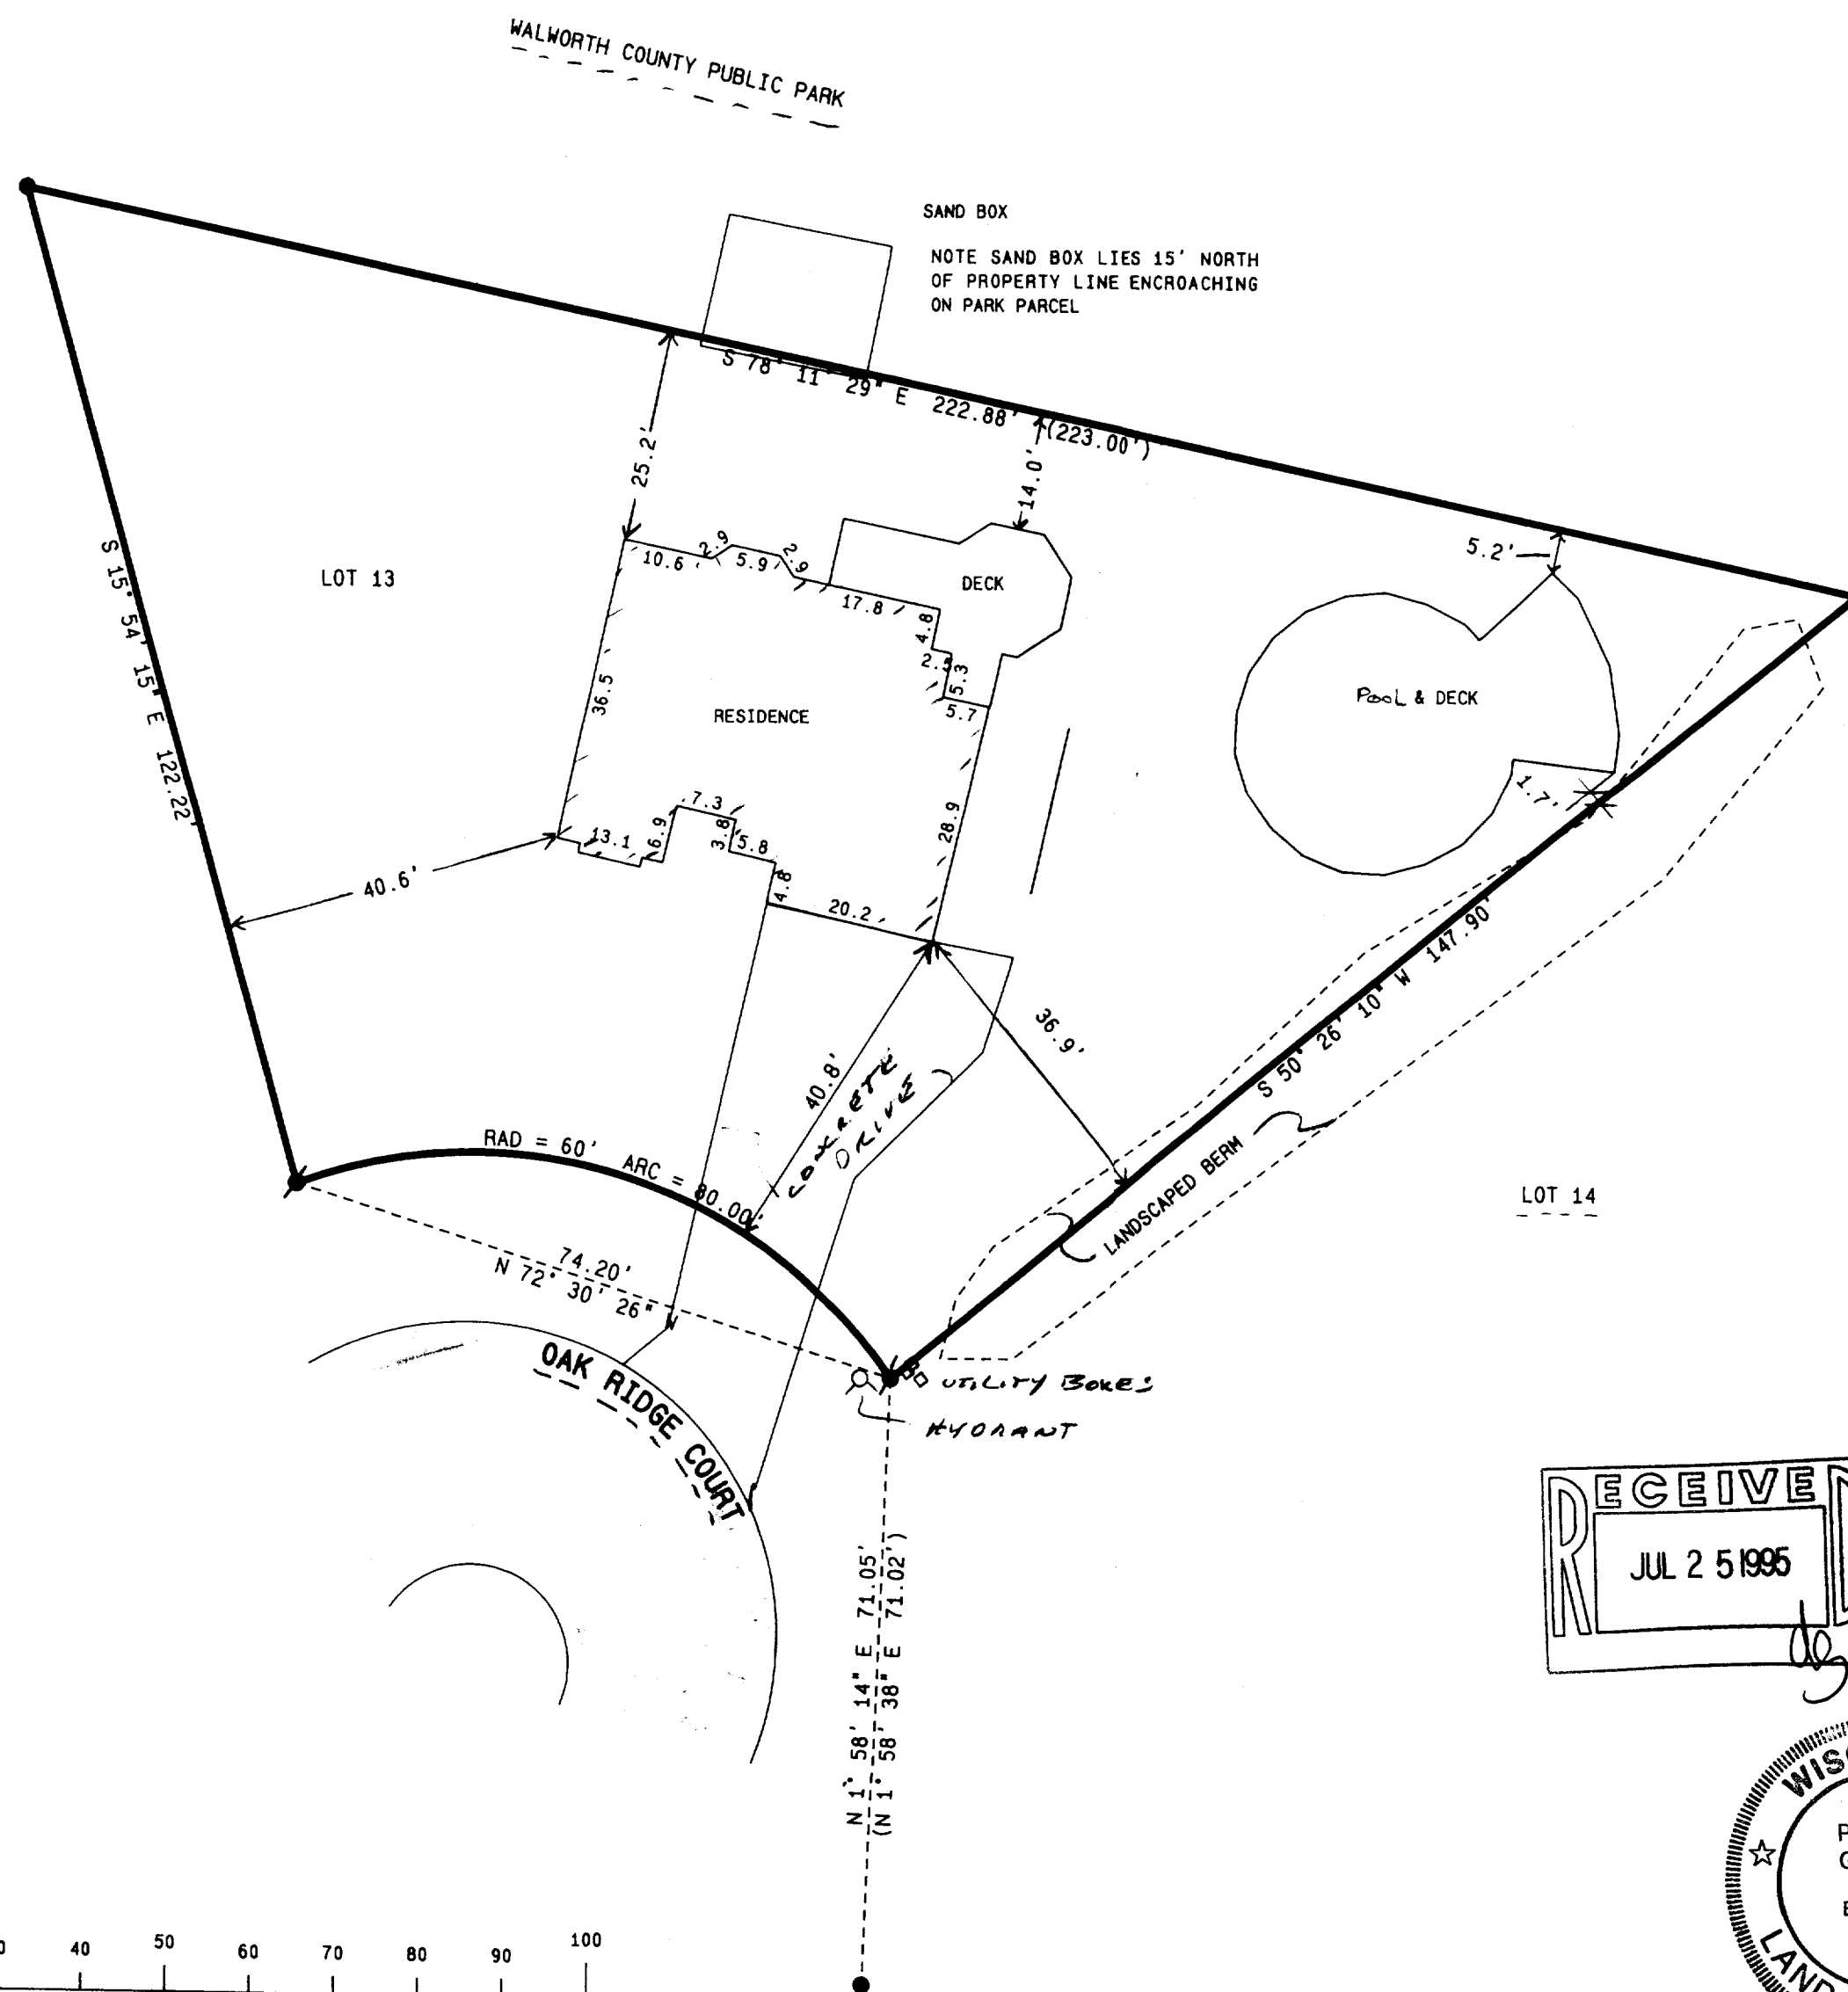 WALWORTH COUNTY PUBLIC PARK
SAND BOX
NOTE SAND BOX LIES 15' NORTH
OF PROPERTY LINE ENCROACHING
ON PARK PARCEL
S 78° 11' 29" E 222.88' (223.00')
25.2'
14.0'
5.2'
S 15° 54' 15" E 122.22'
LOT 13
10.6
2.9
5.9
2.9
17.8
DECK
4.8
2.5
5.3
5.7
36.5
RESIDENCE
POOL & DECK
1.7'
28.9
7.3
13.1
6.9
3.8
5.8
4.8
20.2
40.6'
36.9'
40.8'
CONCRETE
DRIVE
S 50° 26' 10" W 147.90'
LANDSCAPED BERM
LOT 14
RAD = 60' ARC = 80.00'
74.20'
N 72° 30' 26" W
OAK RIDGE COURT
UTILITY BOXES
HYDRANT
N 1° 58' 14" E 71.05'
(N 1° 58' 38" E 71.02')
RECEIVED
JUL 25 1995
40 50 60 70 80 90 100
LAND